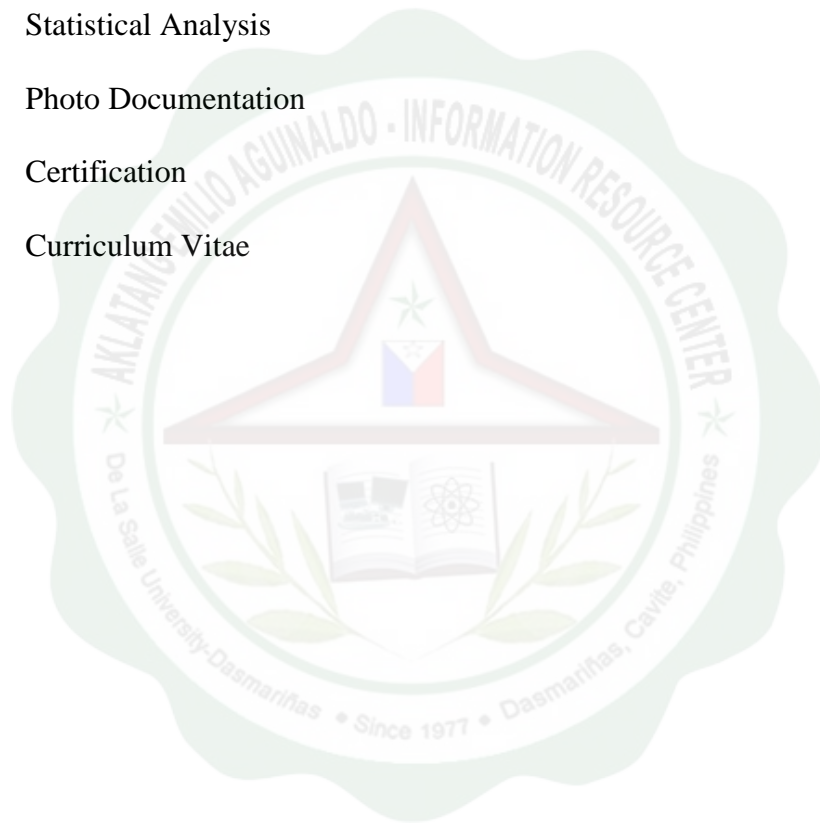 Statistical Analysis
Photo Documentation
Certification
Curriculum Vitae
AKLATANG EMILIO AGUINALDO - INFORMATION RESOURCE CENTER
De La Salle University-Dasmariñas • Since 1977 • Dasmariñas, Cavite, Philippines